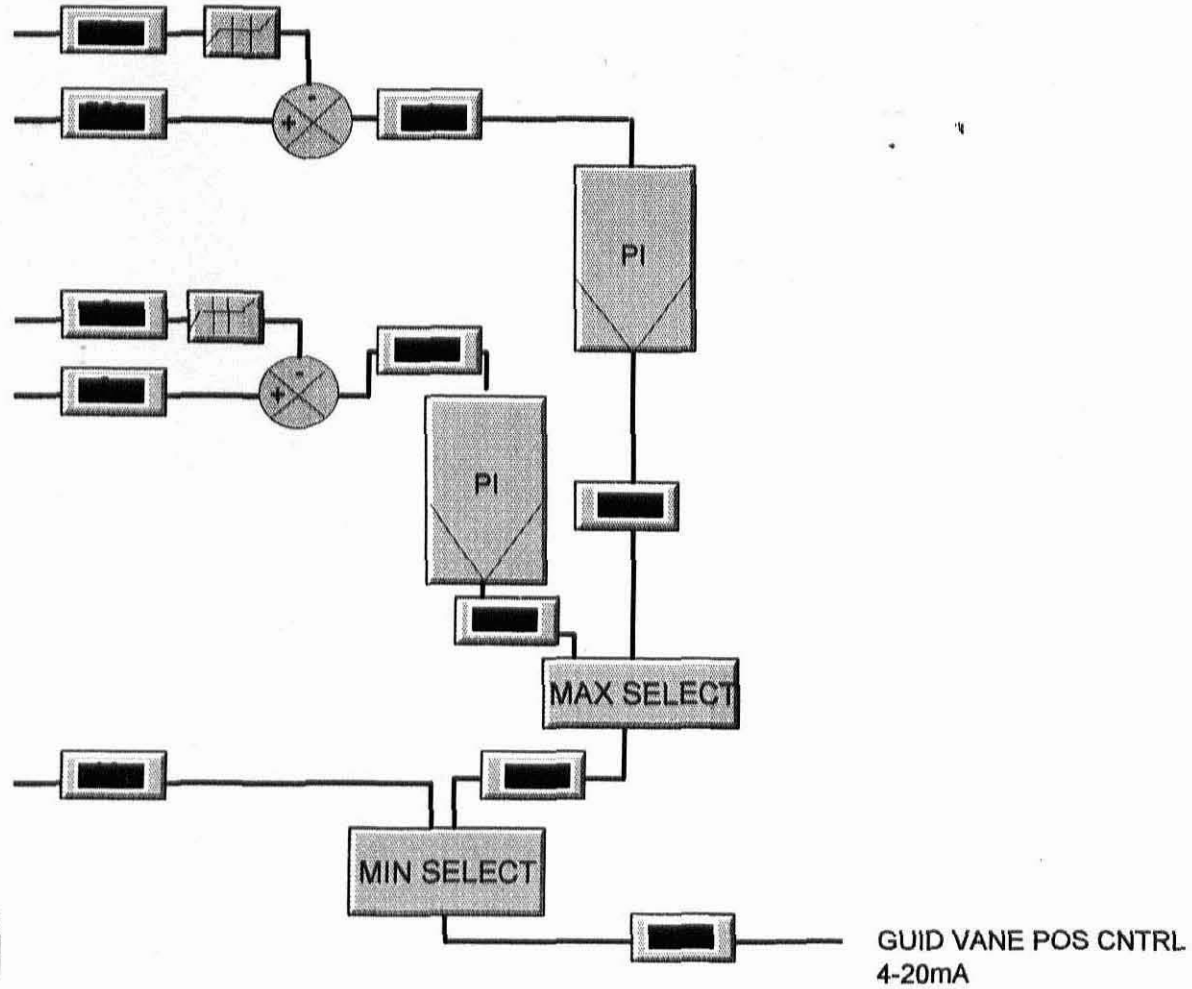 -
+
PI
-
+
PI
MAX SELECT
MIN SELECT
GUID VANE POS CNTRL
4-20mA